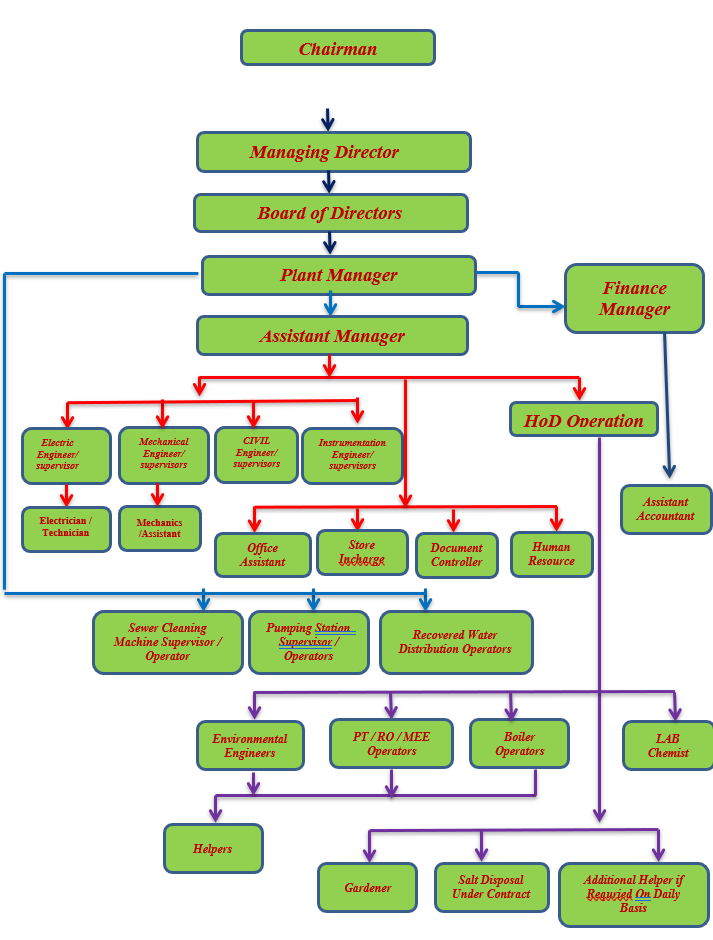 Chairman
Managing Director
Board of Directors
Plant Manager
Finance
Manager
Assistant Manager
HoD Operation
Electric
Engineer/
supervisor
Mechanical
Engineer/
supervisors
CIVIL
Engineer/
supervisors
Instrumentation
Engineer/
supervisors
Electrician /
Technician
Mechanics
/Assistant
Assistant
Accountant
Office
Assistant
Store
Incharge
Document
Controller
Human
Resource
Sewer Cleaning
Machine Supervisor /
Operator
Pumping Station
Supervisor /
Operators
Recovered Water
Distribution Operators
Environmental
Engineers
PT / RO / MEE
Operators
Boiler
Operators
LAB
Chemist
Helpers
Gardener
Salt Disposal
Under Contract
Additional Helper if
Requried On Daily
Basis